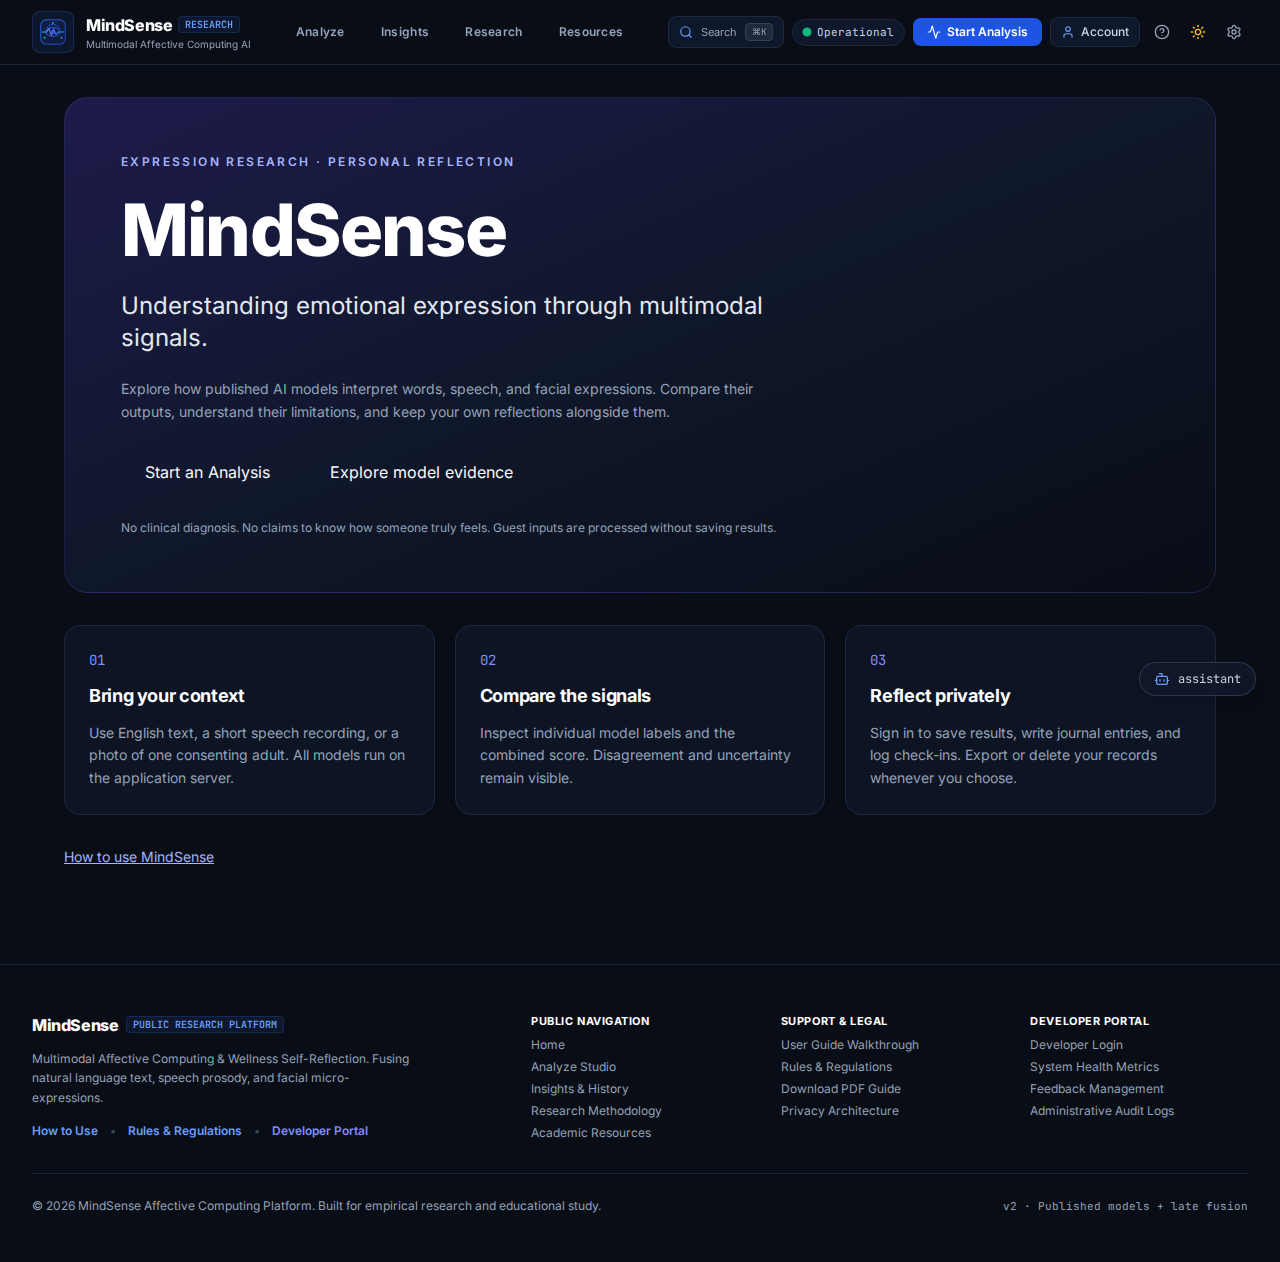 MindSense RESEARCH
Multimodal Affective Computing AI
Analyze
Insights
Research
Resources
Search ⌘K
Operational
Start Analysis
Account
EXPRESSION RESEARCH · PERSONAL REFLECTION
MindSense
Understanding emotional expression through multimodal
signals.
Explore how published AI models interpret words, speech, and facial expressions. Compare their
outputs, understand their limitations, and keep your own reflections alongside them.
Start an Analysis
Explore model evidence
No clinical diagnosis. No claims to know how someone truly feels. Guest inputs are processed without saving results.
01
Bring your context
Use English text, a short speech recording, or a
photo of one consenting adult. All models run on
the application server.
02
Compare the signals
Inspect individual model labels and the
combined score. Disagreement and uncertainty
remain visible.
03
Reflect privately
Sign in to save results, write journal entries, and
log check-ins. Export or delete your records
whenever you choose.
assistant
How to use MindSense
MindSense PUBLIC RESEARCH PLATFORM
Multimodal Affective Computing & Wellness Self-Reflection. Fusing
natural language text, speech prosody, and facial micro-
expressions.
How to Use • Rules & Regulations • Developer Portal
PUBLIC NAVIGATION
Home
Analyze Studio
Insights & History
Research Methodology
Academic Resources
SUPPORT & LEGAL
User Guide Walkthrough
Rules & Regulations
Download PDF Guide
Privacy Architecture
DEVELOPER PORTAL
Developer Login
System Health Metrics
Feedback Management
Administrative Audit Logs
© 2026 MindSense Affective Computing Platform. Built for empirical research and educational study.
v2 · Published models + late fusion